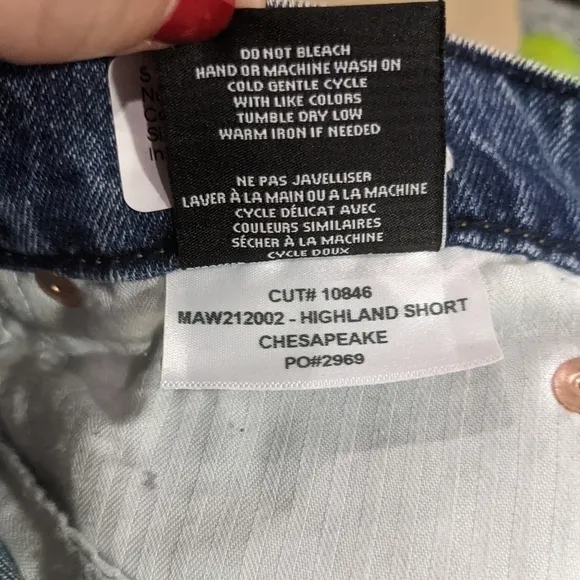 DO NOT BLEACH
HAND OR MACHINE WASH ON
COLD GENTLE CYCLE
WITH LIKE COLORS
TUMBLE DRY LOW
WARM IRON IF NEEDED
NE PAS JAVELLISER
LAVER À LA MAIN OU A LA MACHINE
CYCLE DÉLICAT AVEC
COULEURS SIMILAIRES
SÉCHER À LA MACHINE
CYCLE DOUX
CUT# 10846
MAW212002 - HIGHLAND SHORT
CHESAPEAKE
PO#2969